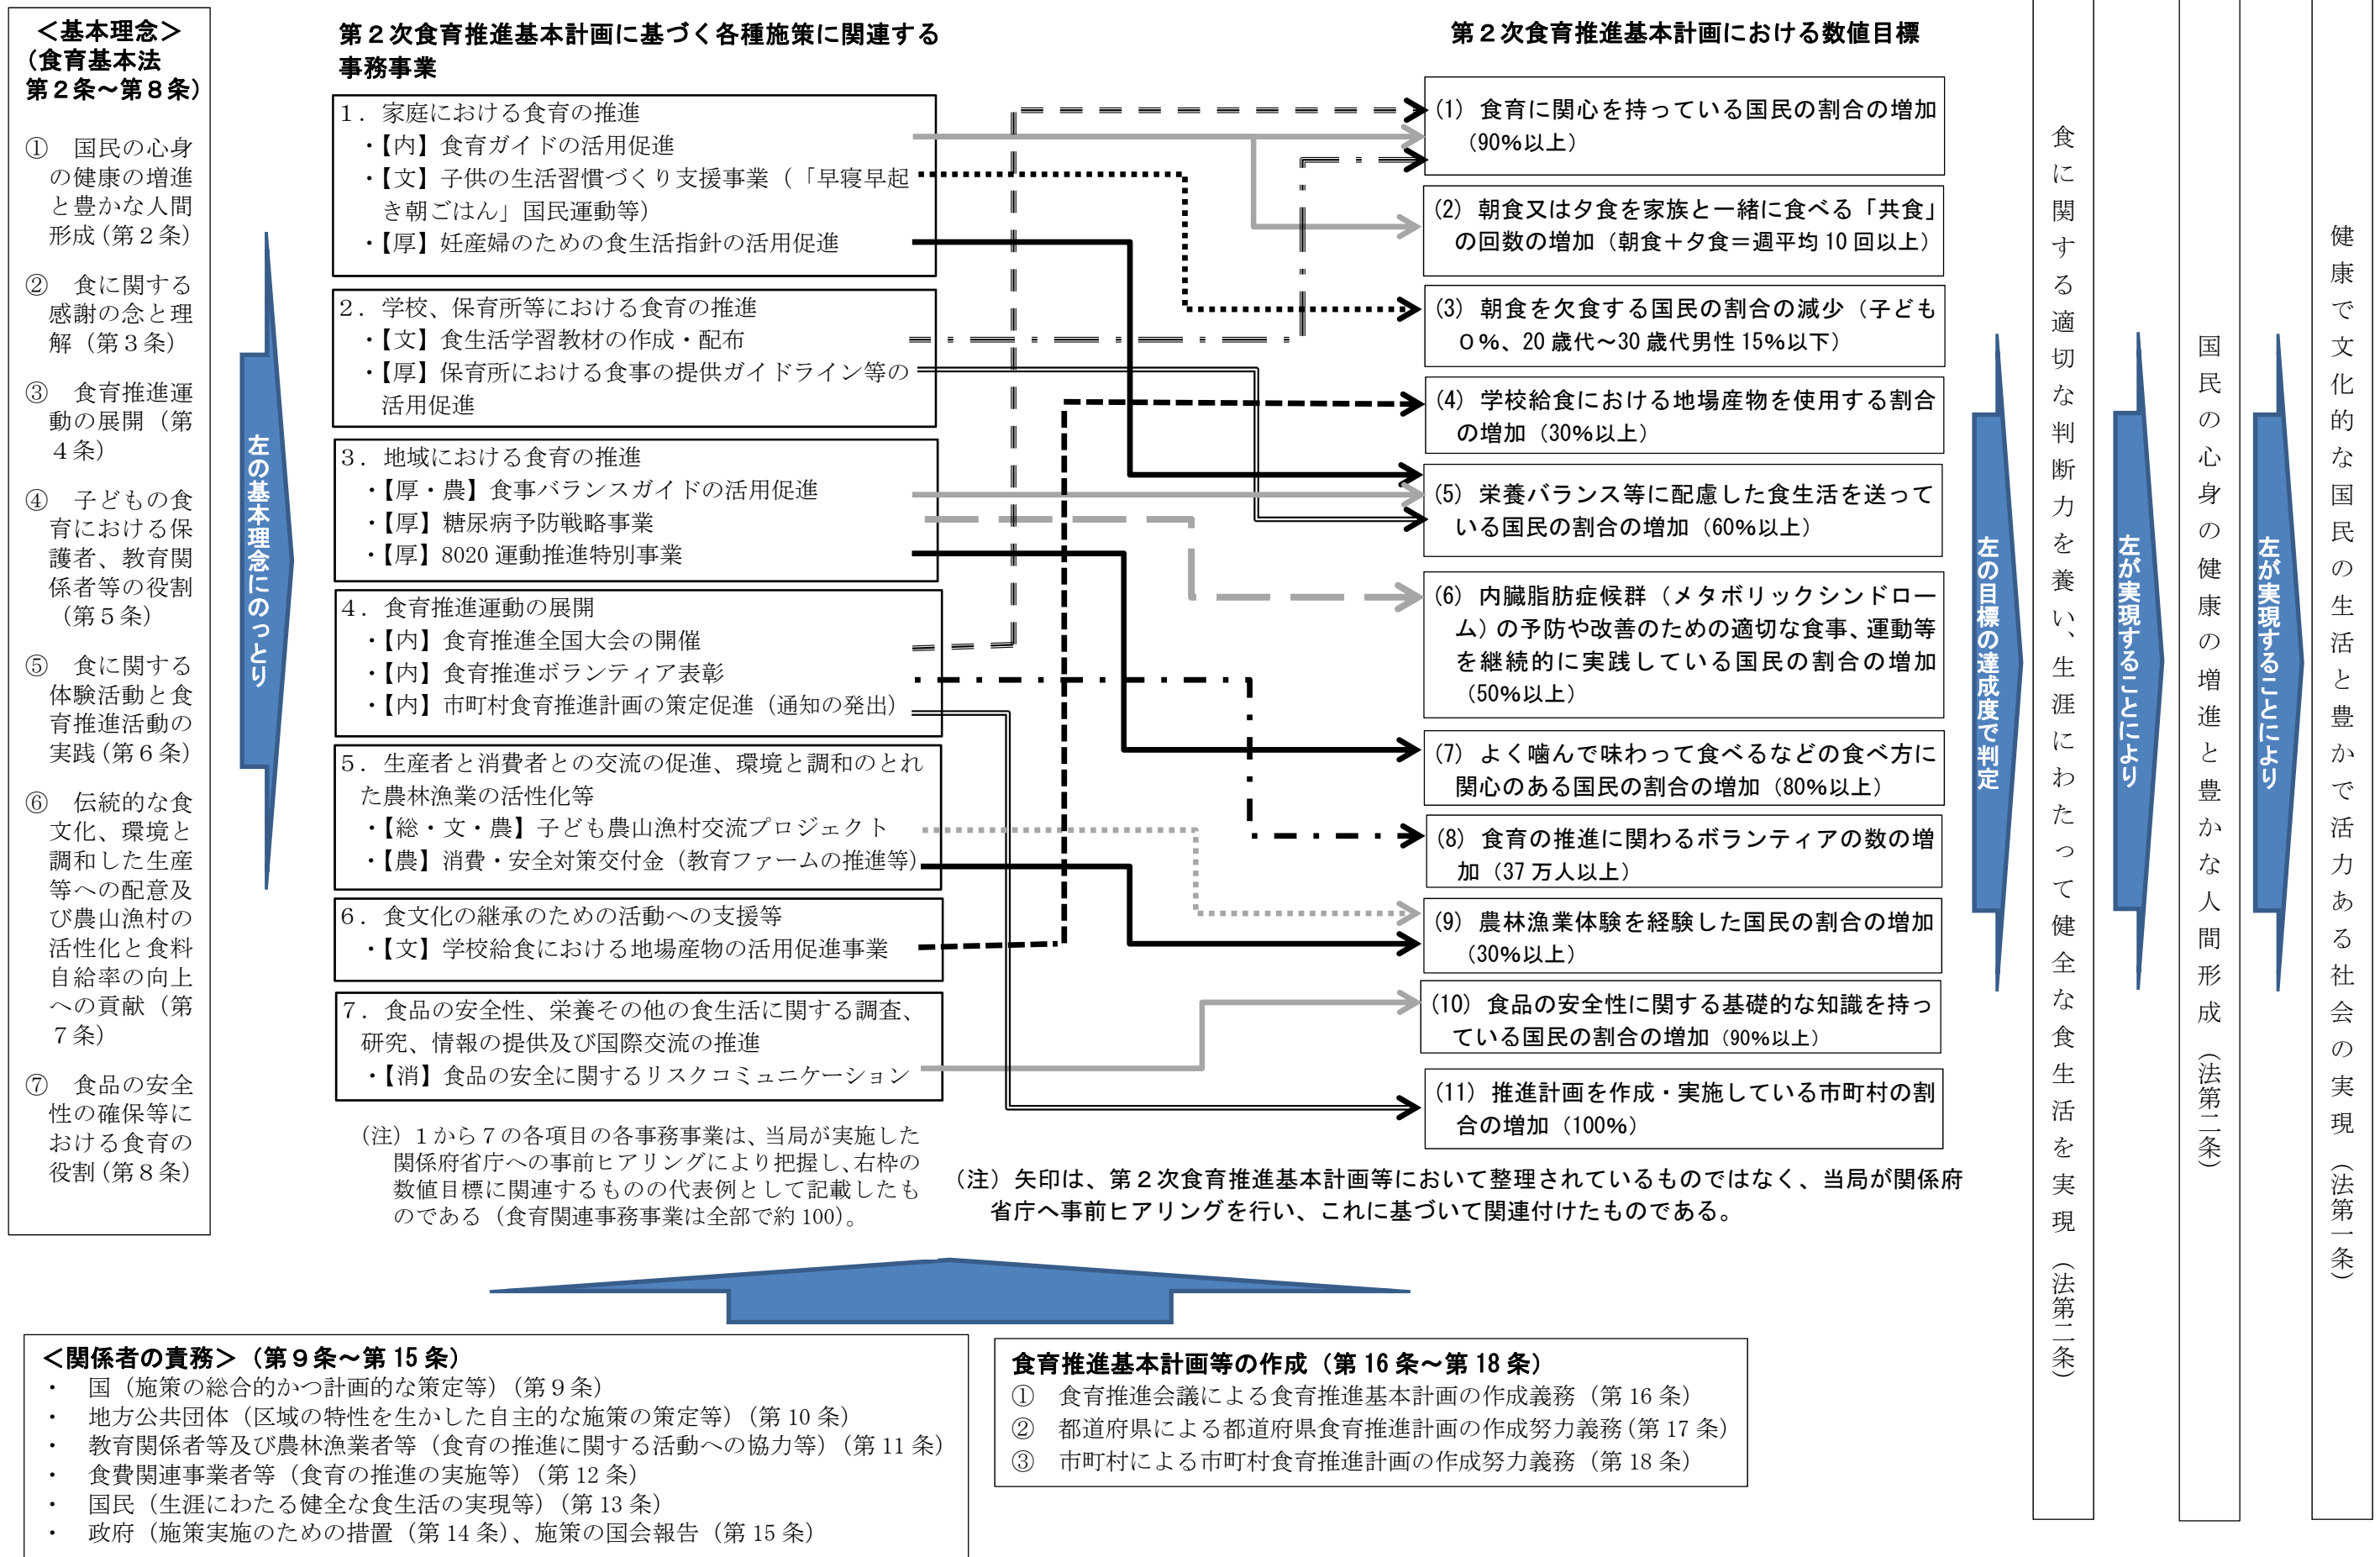 ＜基本理念＞
（食育基本法
第２条～第８条）
①　国民の心身
の健康の増進
と豊かな人間
形成（第２条）
②　食に関する
感謝の念と理
解（第３条）
③　食育推進運
動の展開（第
４条）
④　子どもの食
育における保
護者、教育関
係者等の役割
（第５条）
⑤　食に関する
体験活動と食
育推進活動の
実践（第６条）
⑥　伝統的な食
文化、環境と
調和した生産
等への配意及
び農山漁村の
活性化と食料
自給率の向上
への貢献（第
７条）
⑦　食品の安全
性の確保等に
おける食育の
役割（第８条）
左の基本理念にのっとり
第２次食育推進基本計画に基づく各種施策に関連する
事務事業
１．家庭における食育の推進
・【内】食育ガイドの活用促進
・【文】子供の生活習慣づくり支援事業（「早寝早起
き朝ごはん」国民運動等）
・【厚】妊産婦のための食生活指針の活用促進
２．学校、保育所等における食育の推進
・【文】食生活学習教材の作成・配布
・【厚】保育所における食事の提供ガイドライン等の
活用促進
３．地域における食育の推進
・【厚・農】食事バランスガイドの活用促進
・【厚】糖尿病予防戦略事業
・【厚】8020 運動推進特別事業
４．食育推進運動の展開
・【内】食育推進全国大会の開催
・【内】食育推進ボランティア表彰
・【内】市町村食育推進計画の策定促進（通知の発出）
５．生産者と消費者との交流の促進、環境と調和のとれ
た農林漁業の活性化等
・【総・文・農】子ども農山漁村交流プロジェクト
・【農】消費・安全対策交付金（教育ファームの推進等）
６．食文化の継承のための活動への支援等
・【文】学校給食における地場産物の活用促進事業
７．食品の安全性、栄養その他の食生活に関する調査、
研究、情報の提供及び国際交流の推進
・【消】食品の安全に関するリスクコミュニケーション
（注）１から７の各項目の各事務事業は、当局が実施した
関係府省庁への事前ヒアリングにより把握し、右枠の
数値目標に関連するものの代表例として記載したも
のである（食育関連事務事業は全部で約 100）。
第２次食育推進基本計画における数値目標
(1) 食育に関心を持っている国民の割合の増加
（90%以上）
(2) 朝食又は夕食を家族と一緒に食べる「共食」
の回数の増加（朝食＋夕食＝週平均 10 回以上）
(3) 朝食を欠食する国民の割合の減少（子ども
０%、20 歳代～30 歳代男性 15%以下）
(4) 学校給食における地場産物を使用する割合
の増加（30%以上）
(5) 栄養バランス等に配慮した食生活を送って
いる国民の割合の増加（60%以上）
(6) 内臓脂肪症候群（メタボリックシンドロー
ム）の予防や改善のための適切な食事、運動等
を継続的に実践している国民の割合の増加
（50%以上）
(7) よく噛んで味わって食べるなどの食べ方に
関心のある国民の割合の増加（80%以上）
(8) 食育の推進に関わるボランティアの数の増
加（37 万人以上）
(9) 農林漁業体験を経験した国民の割合の増加
（30%以上）
(10) 食品の安全性に関する基礎的な知識を持っ
ている国民の割合の増加（90%以上）
(11) 推進計画を作成・実施している市町村の割
合の増加（100%）
（注）矢印は、第２次食育推進基本計画等において整理されているものではなく、当局が関係府
省庁へ事前ヒアリングを行い、これに基づいて関連付けたものである。
左の目標の達成度で判定
食に関する適切な判断力を養い、生涯にわたって健全な食生活を実現（法第二条）
左が実現することにより
国民の心身の健康の増進と豊かな人間形成（法第二条）
左が実現することにより
健康で文化的な国民の生活と豊かで活力ある社会の実現（法第一条）
＜関係者の責務＞（第９条～第 15 条）
・　国（施策の総合的かつ計画的な策定等）（第９条）
・　地方公共団体（区域の特性を生かした自主的な施策の策定等）（第 10 条）
・　教育関係者等及び農林漁業者等（食育の推進に関する活動への協力等）（第 11 条）
・　食費関連事業者等（食育の推進の実施等）（第 12 条）
・　国民（生涯にわたる健全な食生活の実現等）（第 13 条）
・　政府（施策実施のための措置（第 14 条）、施策の国会報告（第 15 条）
食育推進基本計画等の作成（第 16 条～第 18 条）
①　食育推進会議による食育推進基本計画の作成義務（第 16 条）
②　都道府県による都道府県食育推進計画の作成努力義務（第 17 条）
③　市町村による市町村食育推進計画の作成努力義務（第 18 条）